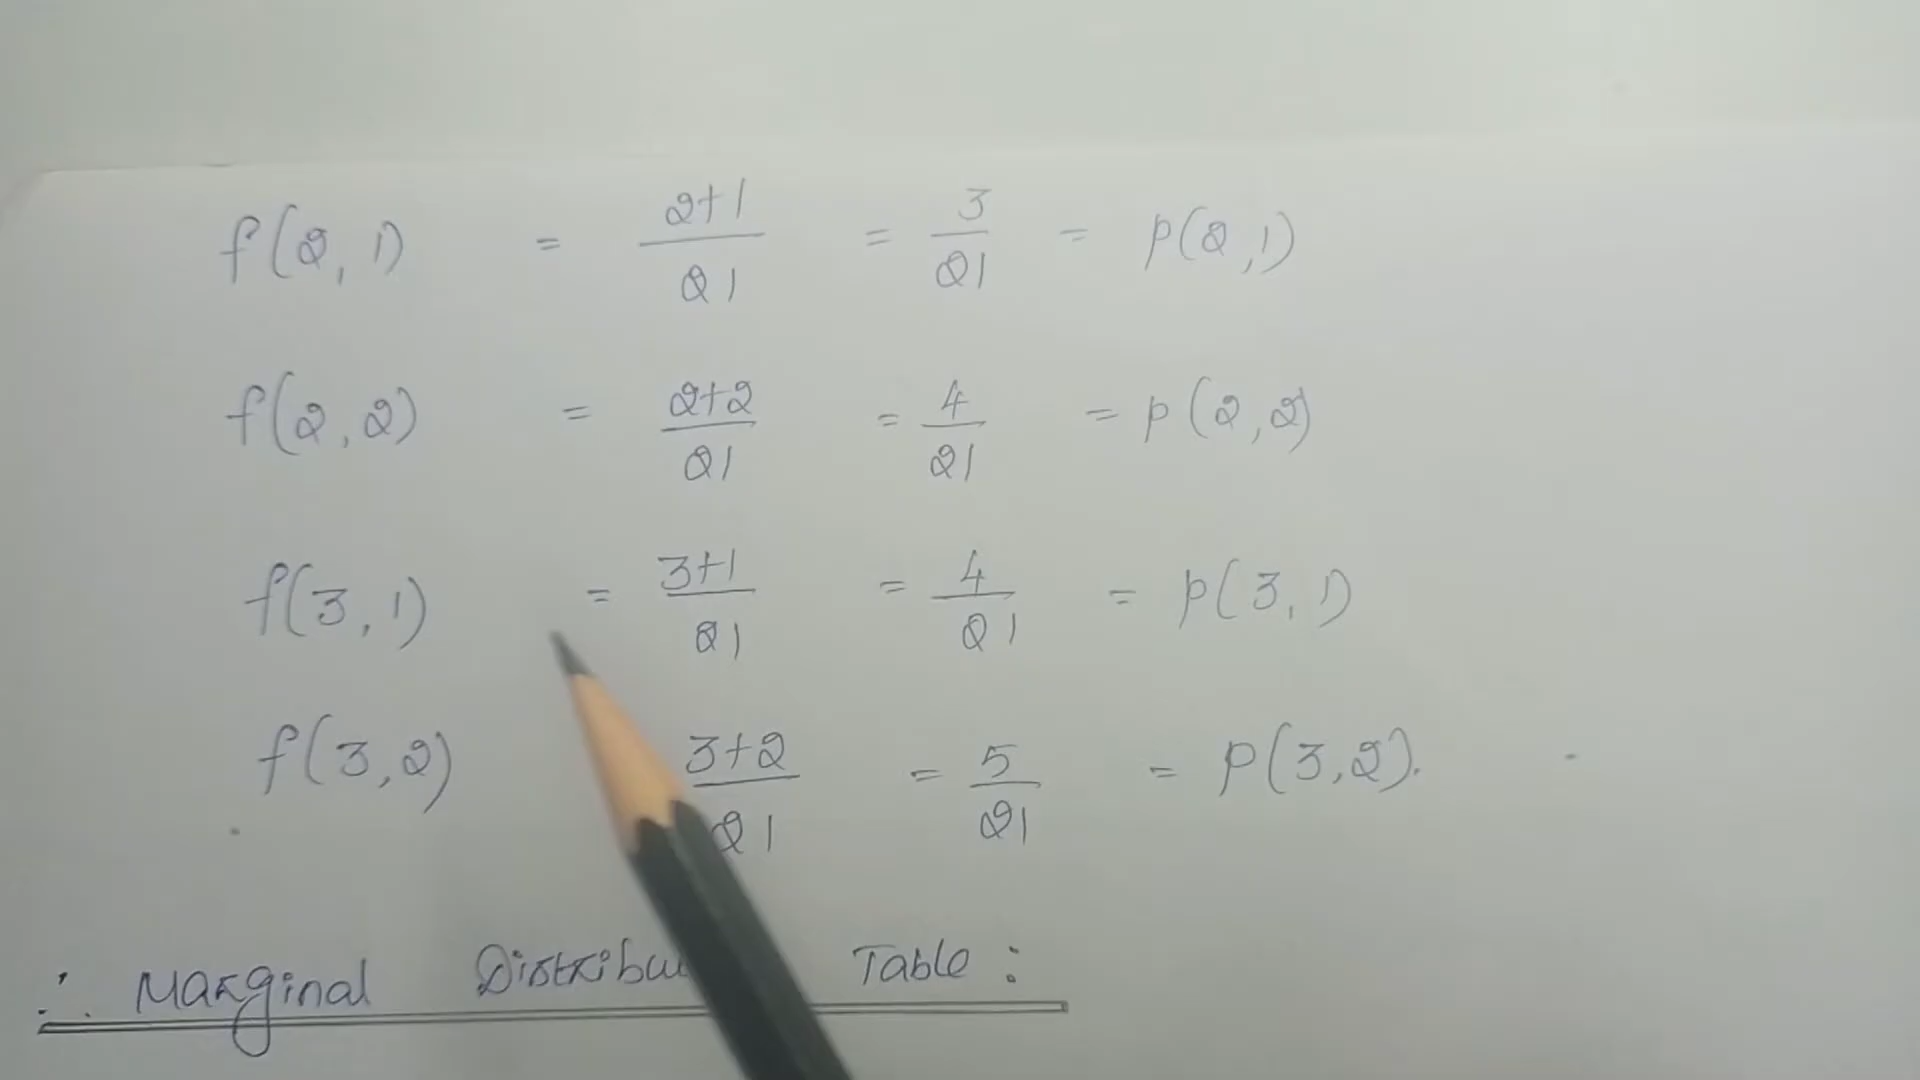 f(2, 1) = 2+1/21 = 3/21 = P(2,1)
f(2,2) = 2+2/21 = 4/21 = P(2,2)
f(3,1) = 3+1/21 = 4/21 = P(3,1)
f(3,2) 3+2/21 = 5/21 = P(3,2).
∴ Marginal Table :